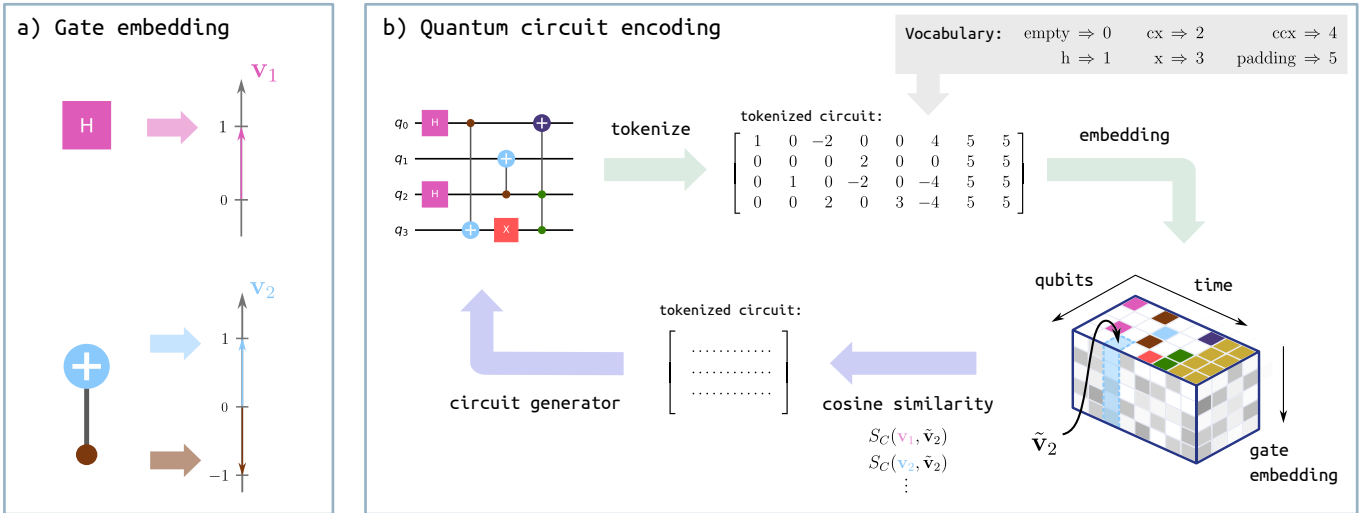 a) Gate embedding
H
v₁
1
0
v₂
1
0
−1
b) Quantum circuit encoding
Vocabulary: empty ⇒ 0 cx ⇒ 2 ccx ⇒ 4
h ⇒ 1 x ⇒ 3 padding ⇒ 5
q₀ H
q₁
q₂ H
q₃ X
tokenize
tokenized circuit:
1 0 −2 0 0 4 5 5
0 0 0 2 0 0 5 5
0 1 0 −2 0 −4 5 5
0 0 2 0 3 −4 5 5
embedding
qubits
time
ṽ₂
gate
embedding
cosine similarity
S_C(v₁, ṽ₂)
S_C(v₂, ṽ₂)
⋮
tokenized circuit:
............
............
............
circuit generator